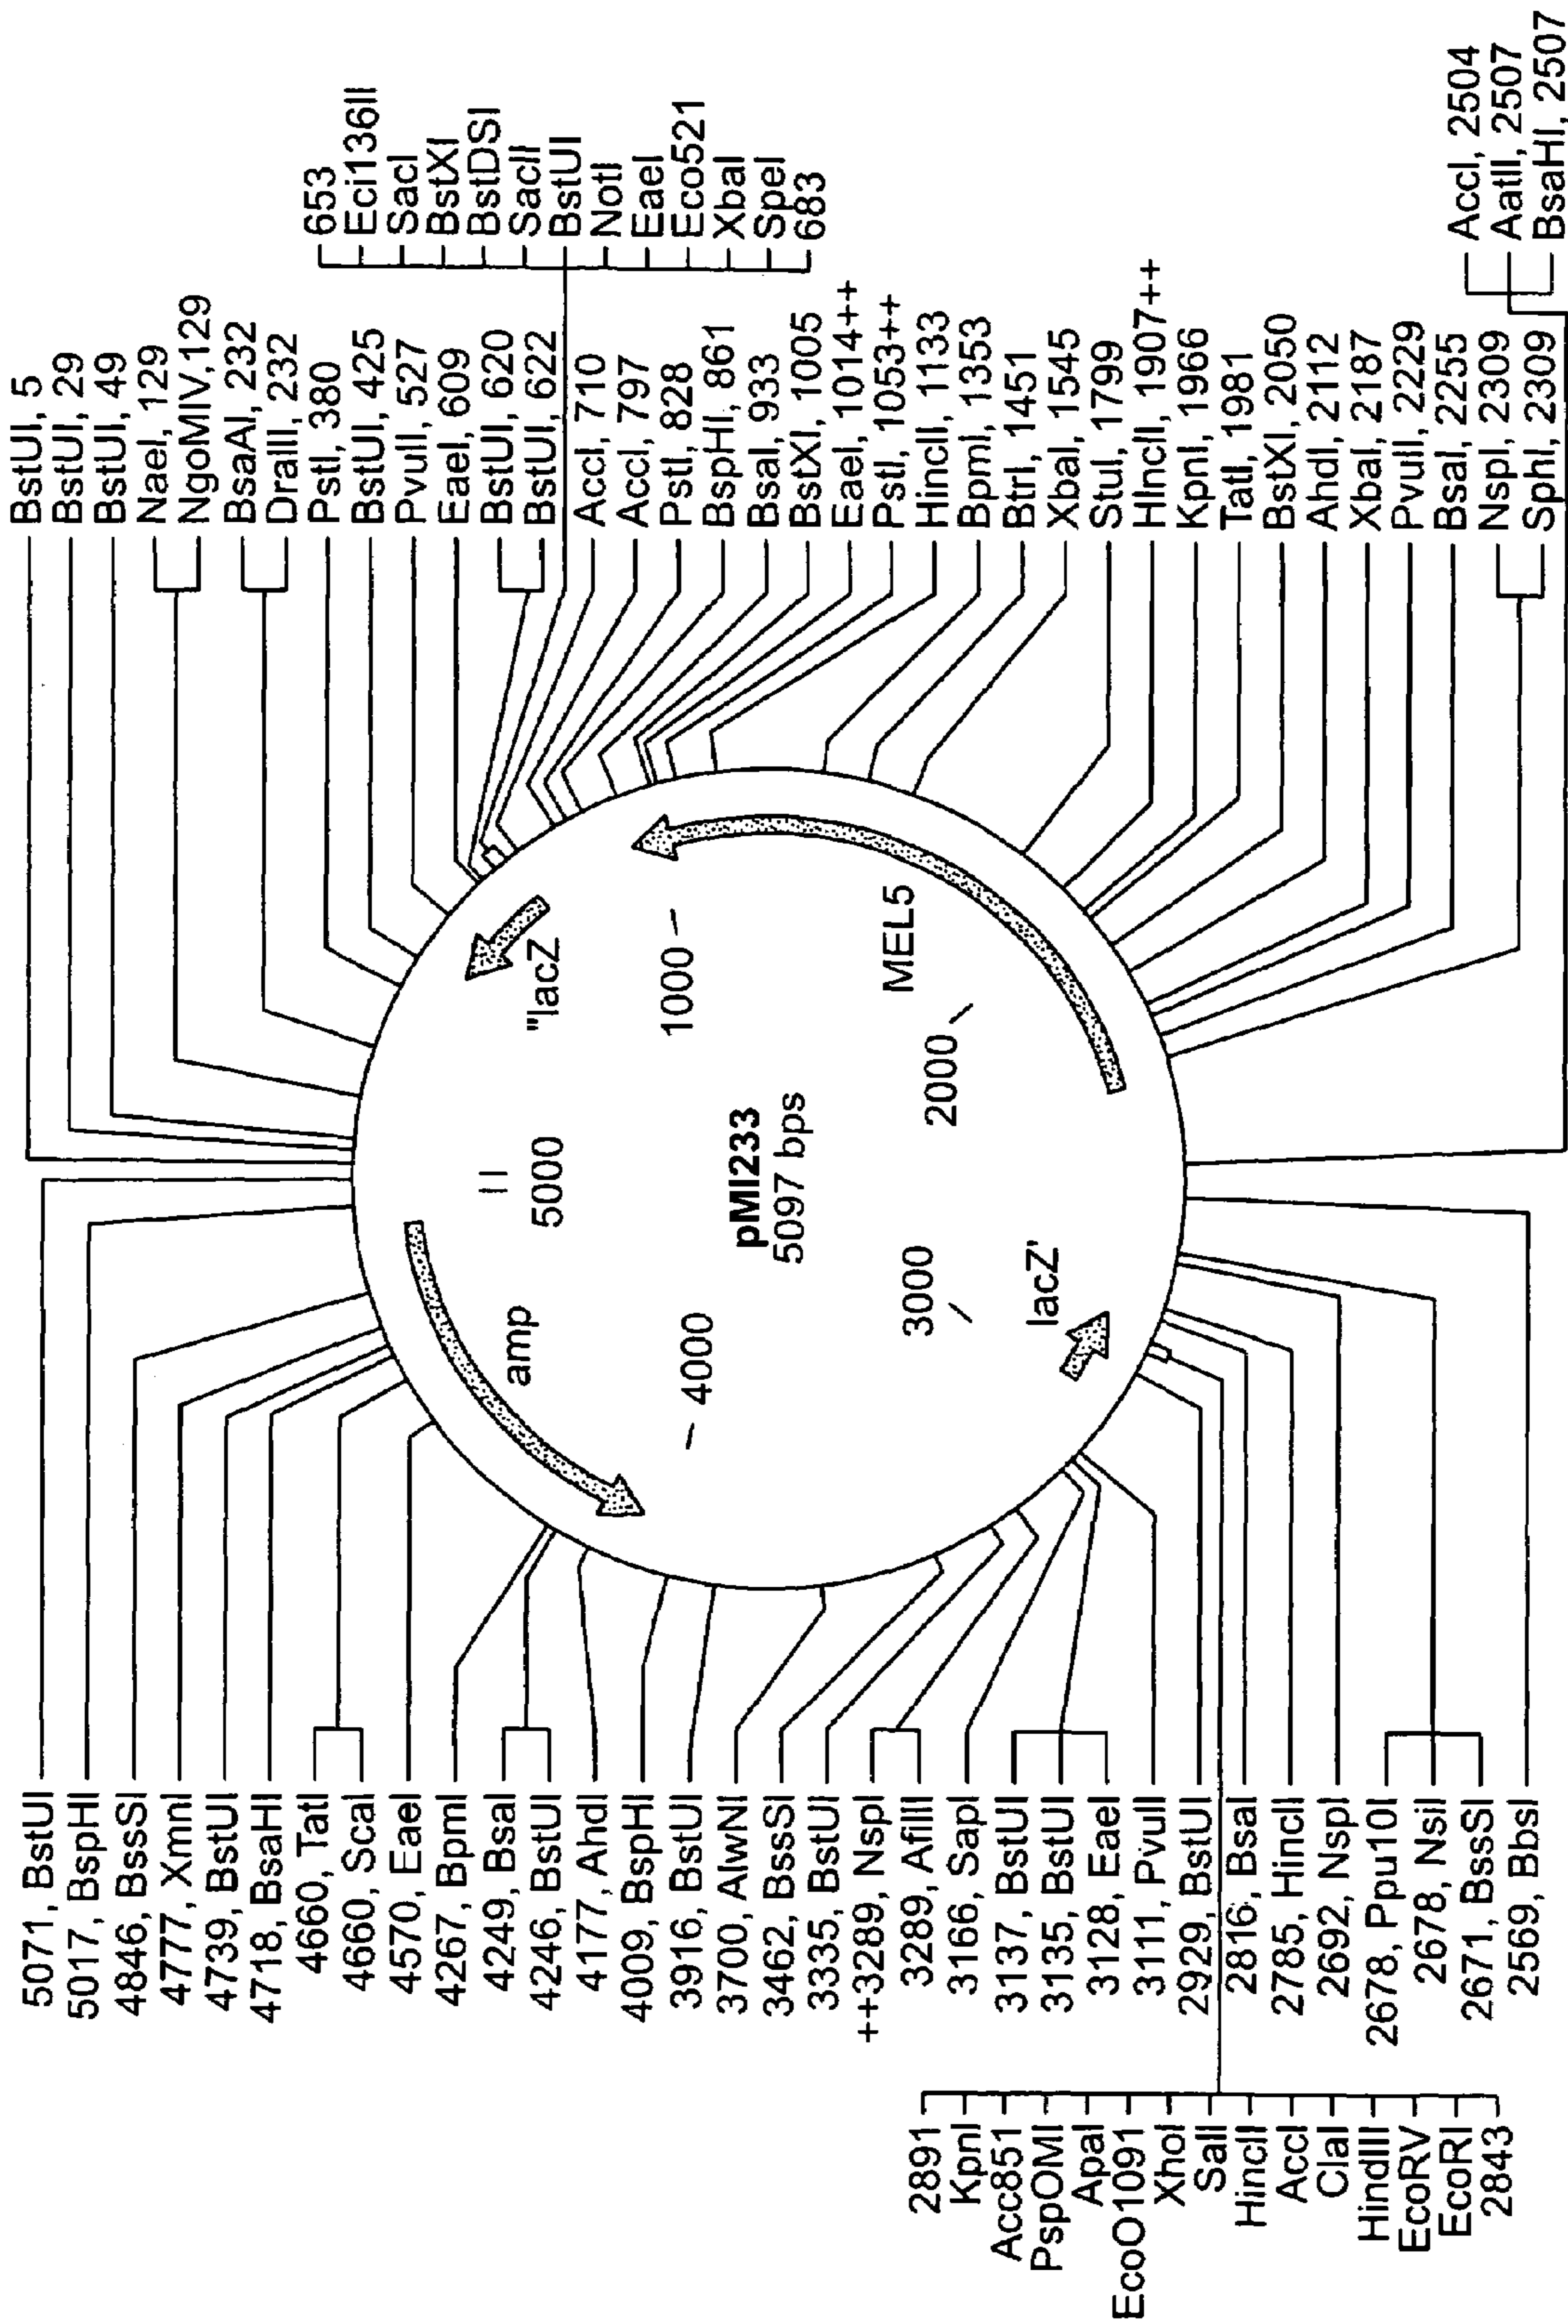 BstUI, 5
BstUI, 29
BstUI, 49
NaeI, 129
NgoMIV,129
BsaAI, 232
DraIII, 232
PstI, 380
BstUI, 425
PvuII, 527
EaeI, 609
BstUI, 620
BstUI, 622
653
Ecl136II
SacI
BstXI
BstDSI
SacII
BstUI
NotI
EaeI
Eco521
XbaI
SpeI
683
AccI, 710
AccI, 797
PstI, 828
BspHI, 861
BsaI, 933
BstXI, 1005
EaeI, 1014++
PstI, 1053++
HincII, 1133
BpmI, 1353
BtrI, 1451
XbaI, 1545
StuI, 1799
HIncII, 1907++
KpnI, 1966
TatI, 1981
BstXI, 2050
AhdI, 2112
XbaI, 2187
PvuII, 2229
BsaI, 2255
NspI, 2309
SphI, 2309
AccI, 2504
AatII, 2507
BsaHI, 2507
5071, BstUI
5017, BspHI
4846, BssSI
4777, XmnI
4739, BstUI
4718, BsaHI
4660, TatI
4660, ScaI
4570, EaeI
4267, BpmI
4249, BsaI
4246, BstUI
4177, AhdI
4009, BspHI
3916, BstUI
3700, AlwNI
3462, BssSI
3335, BstUI
++3289, NspI
3289, AflIII
3166, SapI
3137, BstUI
3135, BstUI
3128, EaeI
3111, PvuII
2929, BstUI
2816, BsaI
2785, HincII
2692, NspI
2678, Ppu10I
2678, NsiI
2671, BssSI
2569, BbsI
2891
KpnI
Acc851
PspOMI
ApaI
EcoO1091
XhoI
SalI
HincII
AccI
ClaI
HindIII
EcoRV
EcoRI
2843
"lacZ
1000
MEL5
2000
5000
pMI233
5097 bps
amp
4000
3000
lacZ'